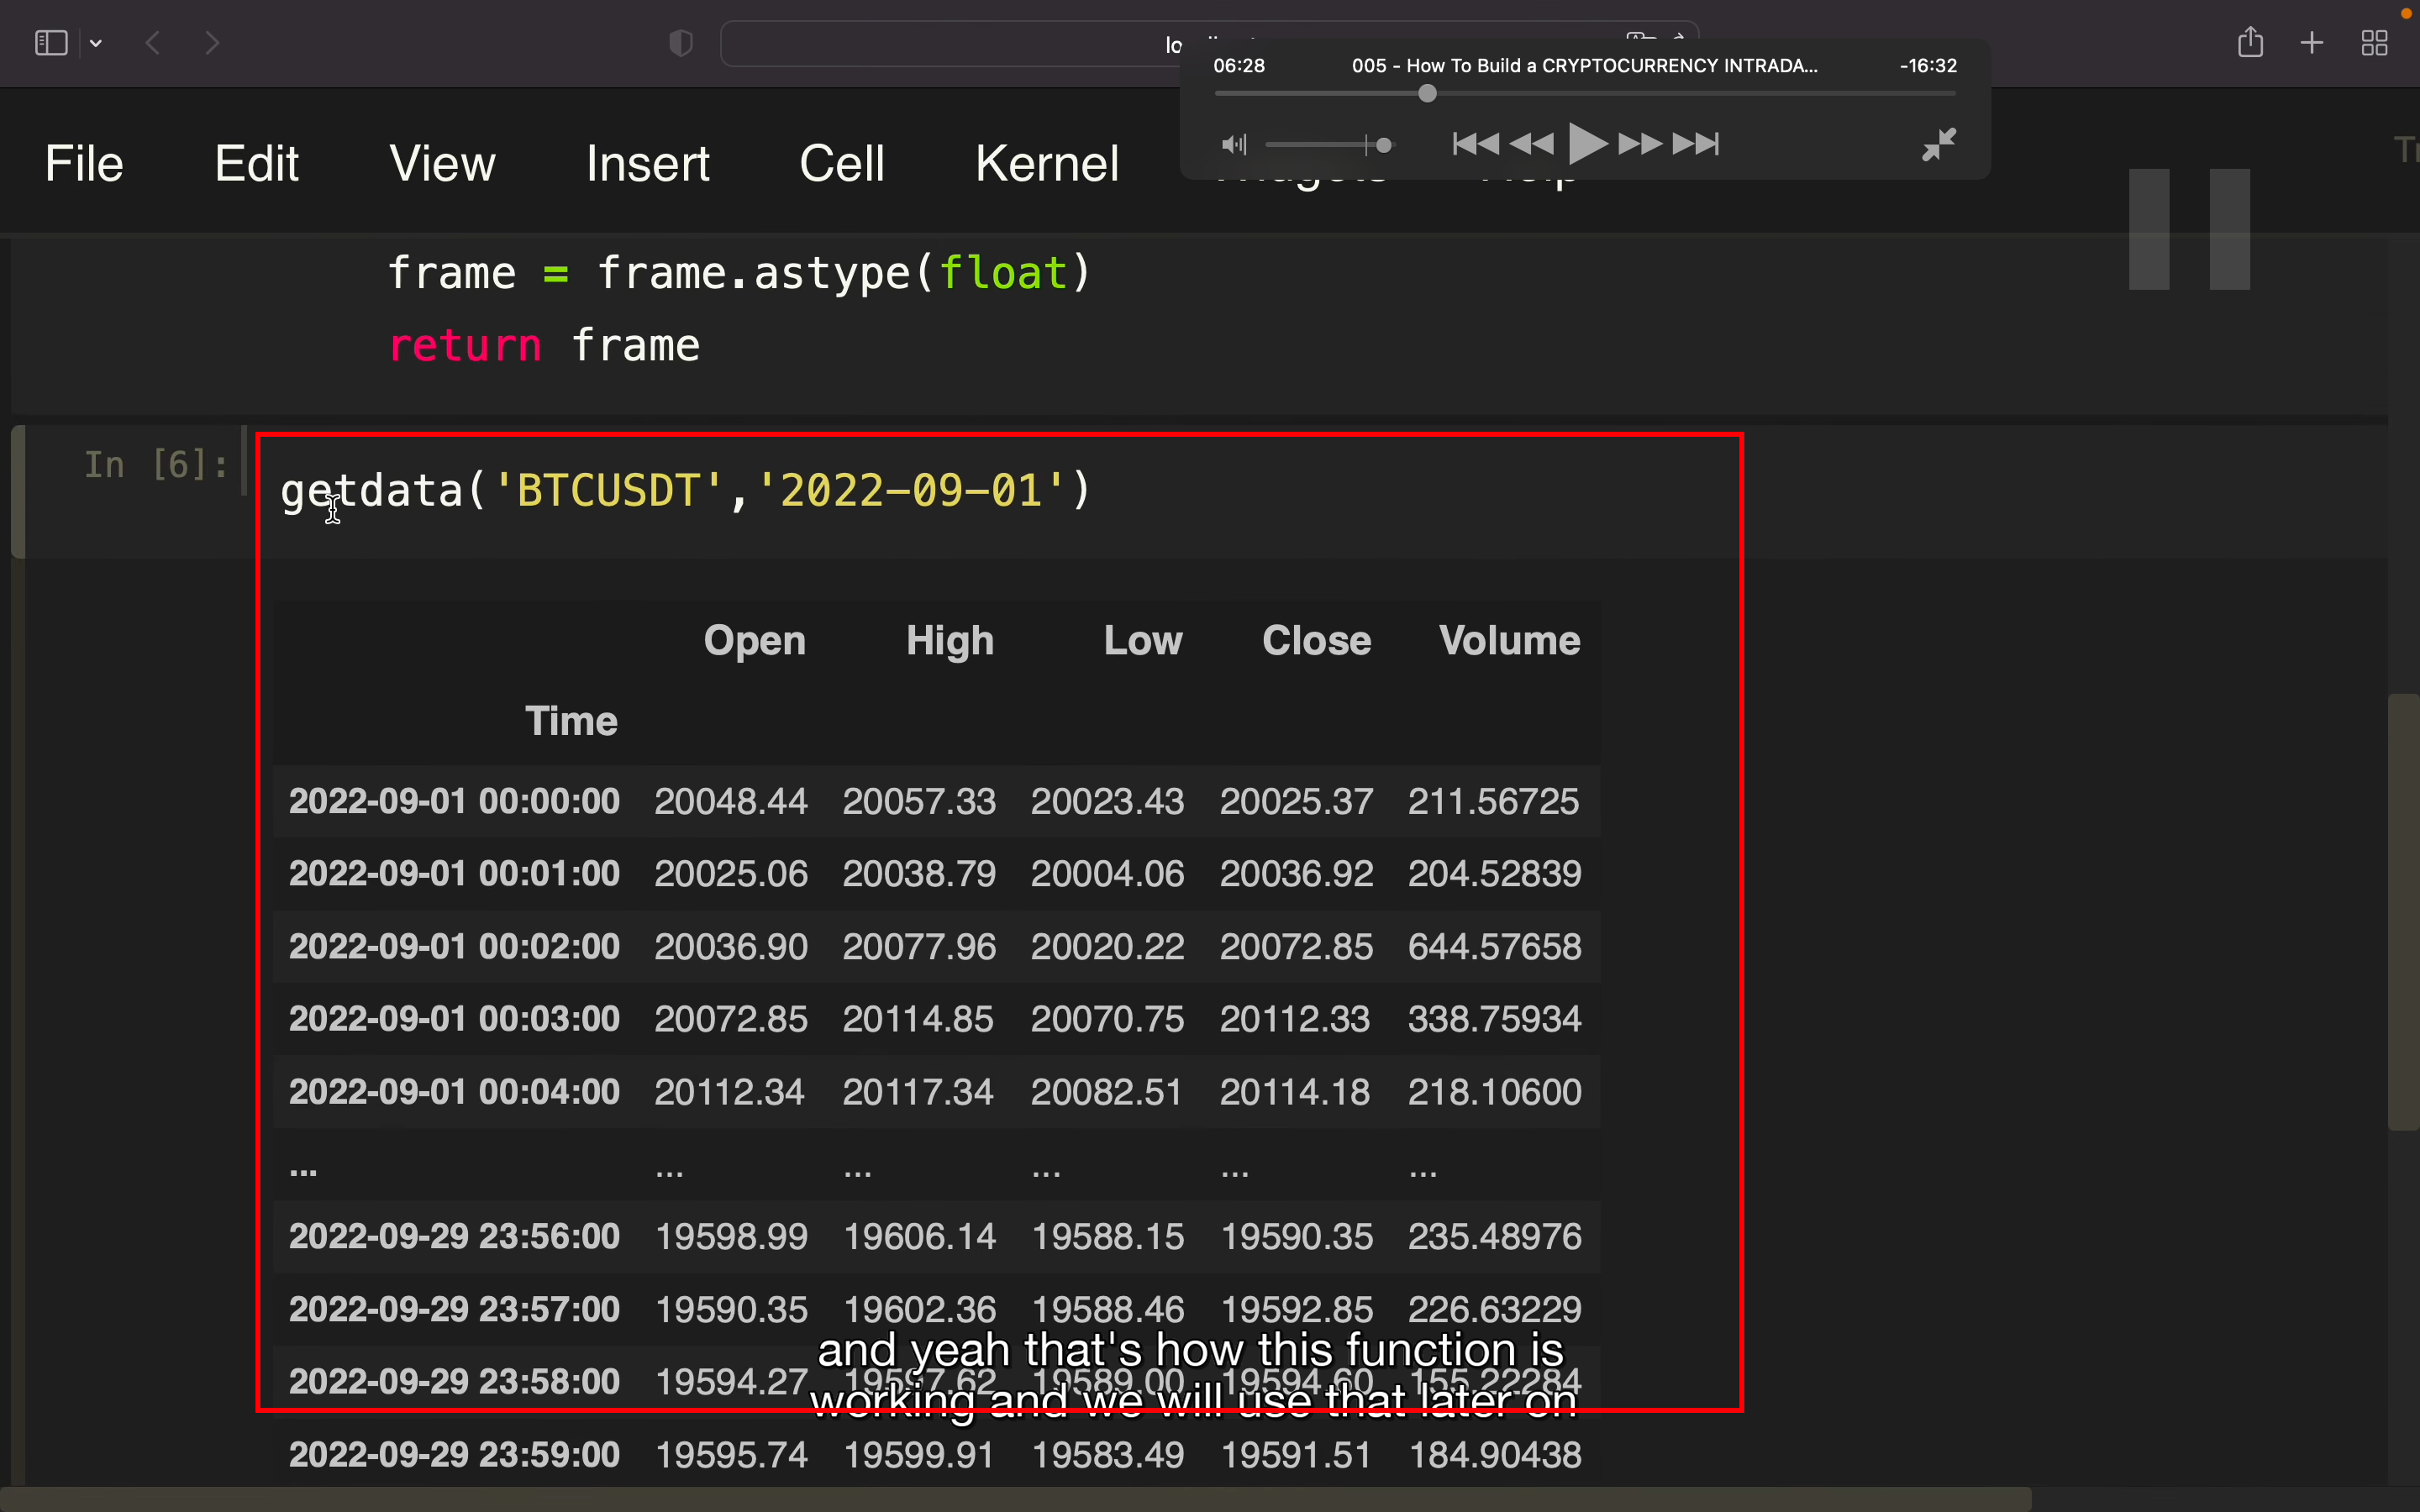 06:28 005 - How To Build a CRYPTOCURRENCY INTRADA... -16:32
File Edit View Insert Cell Kernel
frame = frame.astype(float)
return frame
In [6]: getdata('BTCUSDT','2022-09-01')
Open High Low Close Volume
Time
2022-09-01 00:00:00 20048.44 20057.33 20023.43 20025.37 211.56725
2022-09-01 00:01:00 20025.06 20038.79 20004.06 20036.92 204.52839
2022-09-01 00:02:00 20036.90 20077.96 20020.22 20072.85 644.57658
2022-09-01 00:03:00 20072.85 20114.85 20070.75 20112.33 338.75934
2022-09-01 00:04:00 20112.34 20117.34 20082.51 20114.18 218.10600
... ... ... ... ... ...
2022-09-29 23:56:00 19598.99 19606.14 19588.15 19590.35 235.48976
2022-09-29 23:57:00 19590.35 19602.36 19588.46 19592.85 226.63229
and yeah that's how this function is
2022-09-29 23:58:00 19594.27 19597.62 19589.00 19594.60 155.22284
working and we will use that later on
2022-09-29 23:59:00 19595.74 19599.91 19583.49 19591.51 184.90438